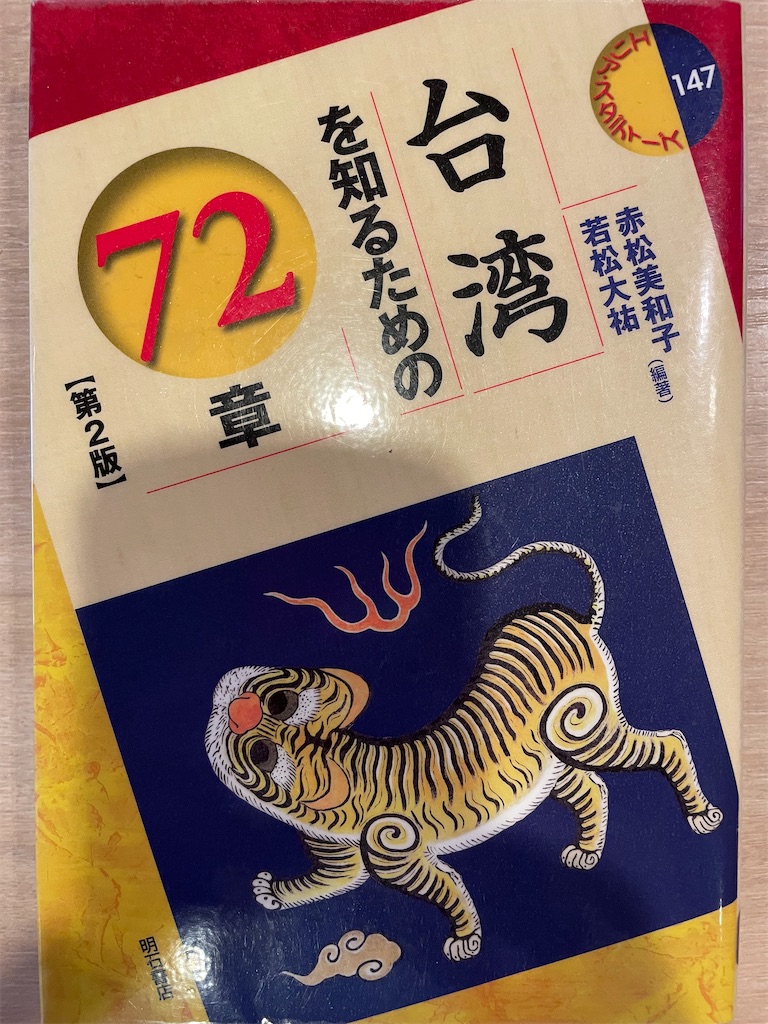 エリア・スタディーズ
147
台湾
を知るための
72
章
【第2版】
赤松美和子
若松大祐
(編著)
明石書店